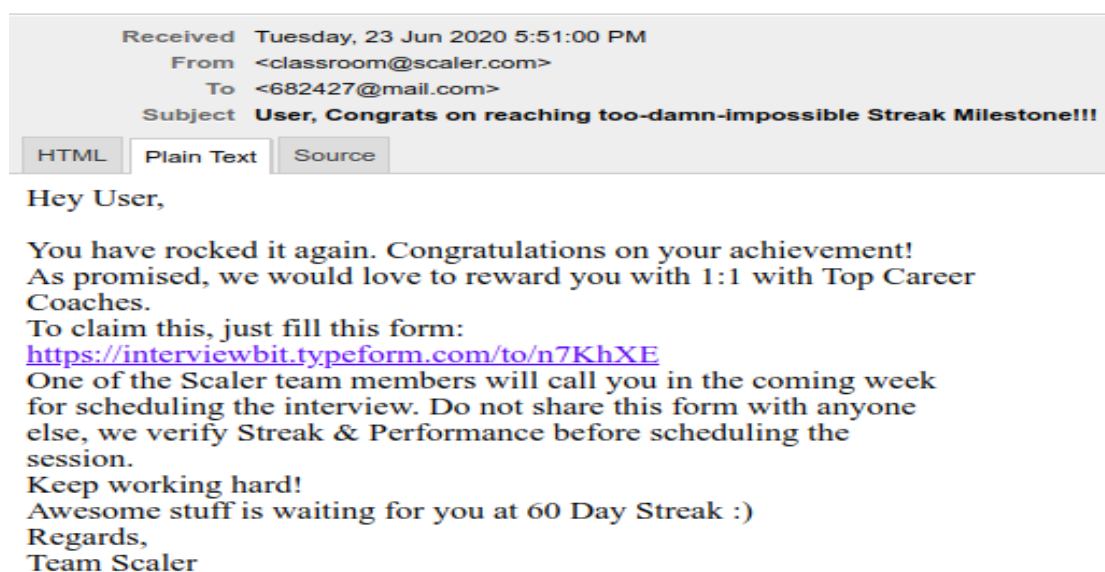 Received Tuesday, 23 Jun 2020 5:51:00 PM
From <classroom@scaler.com>
To <682427@mail.com>
Subject User, Congrats on reaching too-damn-impossible Streak Milestone!!!
HTML Plain Text Source
Hey User,
You have rocked it again. Congratulations on your achievement!
As promised, we would love to reward you with 1:1 with Top Career
Coaches.
To claim this, just fill this form:
https://interviewbit.typeform.com/to/n7KhXE
One of the Scaler team members will call you in the coming week
for scheduling the interview. Do not share this form with anyone
else, we verify Streak & Performance before scheduling the
session.
Keep working hard!
Awesome stuff is waiting for you at 60 Day Streak :)
Regards,
Team Scaler